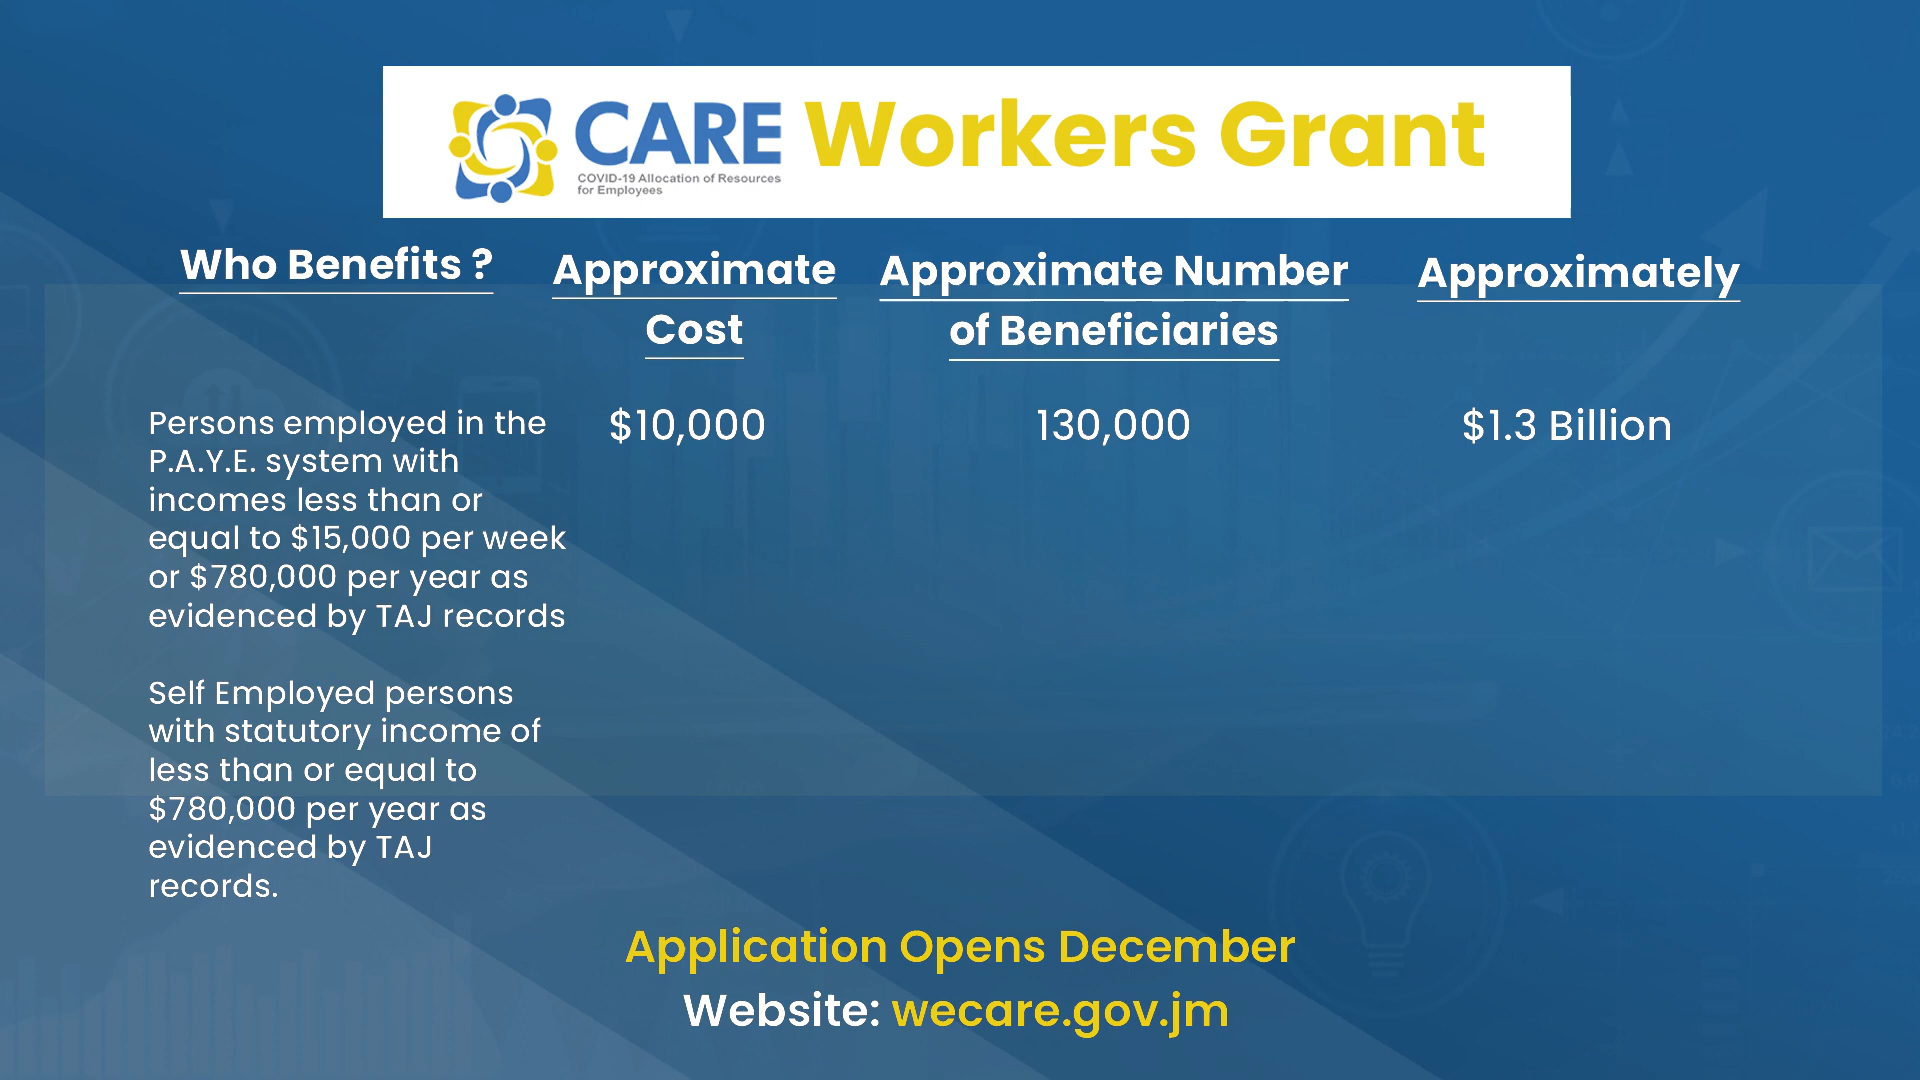 CARE Workers Grant
COVID-19 Allocation of Resources
for Employees
Who Benefits ?
Approximate
Cost
Approximate Number
of Beneficiaries
Approximately
Persons employed in the
P.A.Y.E. system with
incomes less than or
equal to $15,000 per week
or $780,000 per year as
evidenced by TAJ records
$10,000
130,000
$1.3 Billion
Self Employed persons
with statutory income of
less than or equal to
$780,000 per year as
evidenced by TAJ
records.
Application Opens December
Website: wecare.gov.jm